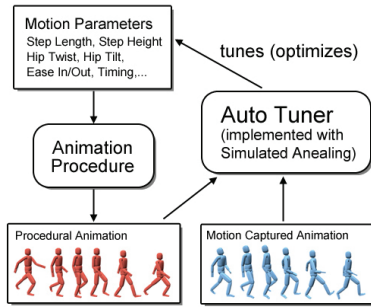 Motion Parameters
Step Length, Step Height
Hip Twist, Hip Tilt,
Ease In/Out, Timing,...
tunes (optimizes)
Auto Tuner
(implemented with
Simulated Anealing)
Animation
Procedure
Procedural Animation
Motion Captured Animation